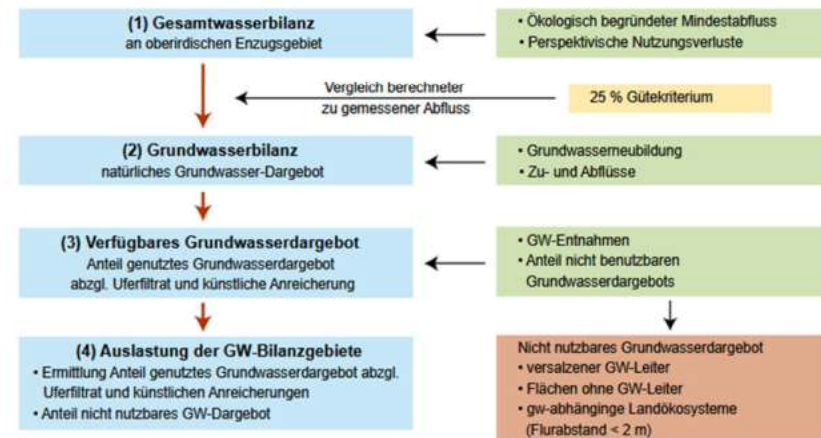 (1) Gesamtwasserbilanz
an oberirdischen Enzugsgebiet
• Ökologisch begründeter Mindestabfluss
• Perspektivische Nutzungsverluste
Vergleich berechneter
zu gemessener Abfluss
25 % Gütekriterium
(2) Grundwasserbilanz
natürliches Grundwasser-Dargebot
• Grundwasserneubildung
• Zu- und Abflüsse
(3) Verfügbares Grundwasserdargebot
Anteil genutztes Grundwasserdargebot
abzgl. Uferfiltrat und künstliche Anreicherung
• GW-Entnahmen
• Anteil nicht benutzbaren
Grundwasserdargebots
(4) Auslastung der GW-Bilanzgebiete
• Ermittlung Anteil genutztes Grundwasserdargebot abzgl.
Uferfiltrat und künstlichen Anreicherungen
• Anteil nicht nutzbares GW-Dargebot
Nicht nutzbares Grundwasserdargebot
• versalzener GW-Leiter
• Flächen ohne GW-Leiter
• gw-abhänginge Landökosysteme
(Flurabstand < 2 m)